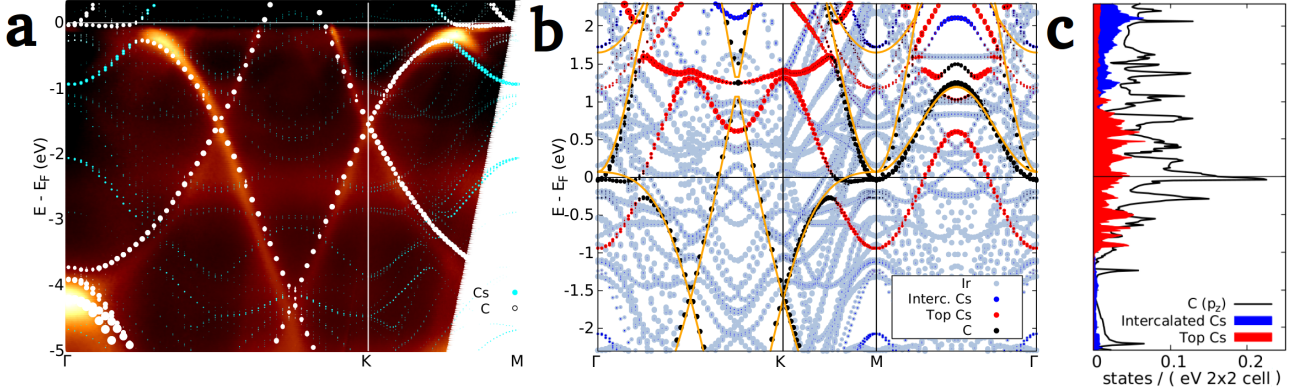 a
0
-1
-2
-3
-4
-5
E - E_F (eV)
Γ
K
M
Cs
C
b
2
1.5
1
0.5
0
-0.5
-1
-1.5
-2
E - E_F (eV)
Γ
K
M
Γ
Ir
Interc. Cs
Top Cs
C
c
C (p_z)
Intercalated Cs
Top Cs
0
0.1
0.2
states / ( eV 2x2 cell )